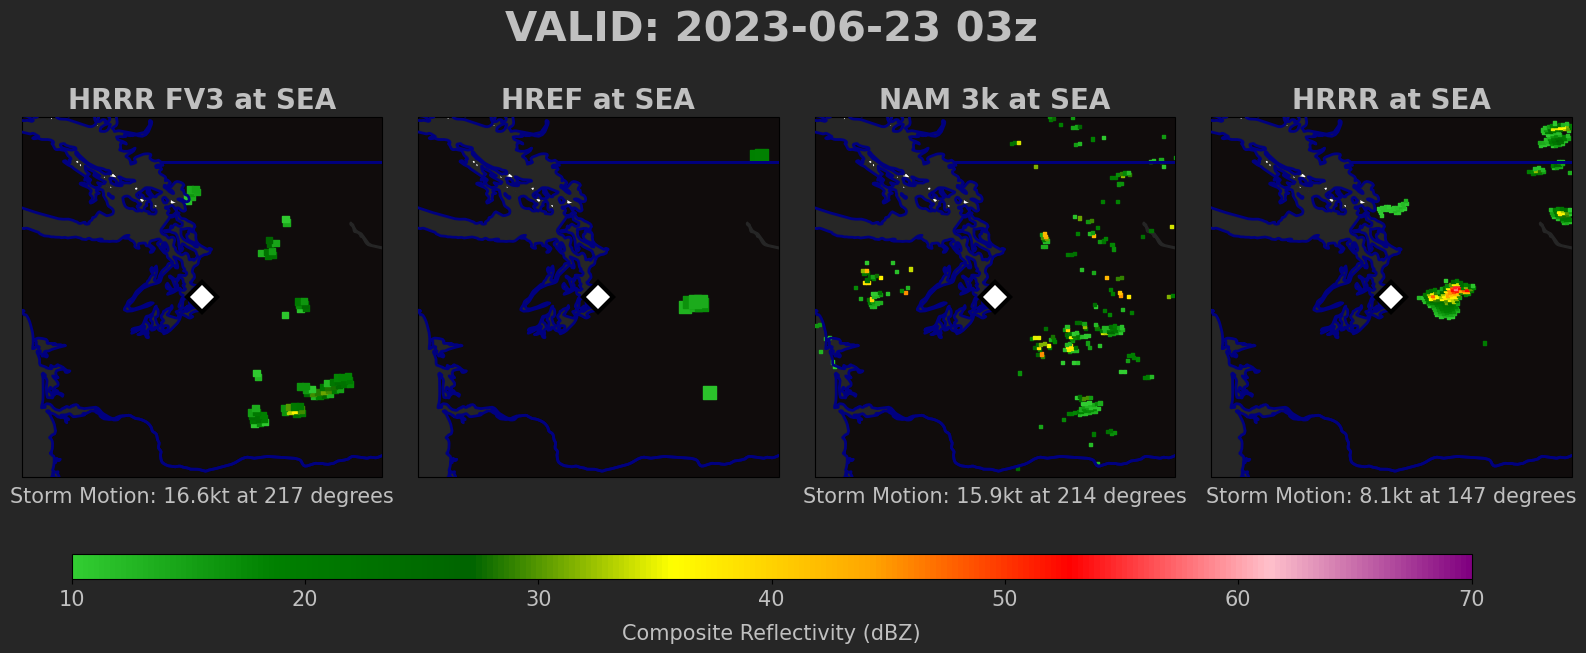 VALID: 2023-06-23 03z
HRRR FV3 at SEA
HREF at SEA
NAM 3k at SEA
HRRR at SEA
Storm Motion: 16.6kt at 217 degrees
Storm Motion: 15.9kt at 214 degrees
Storm Motion: 8.1kt at 147 degrees
10 20 30 40 50 60 70
Composite Reflectivity (dBZ)